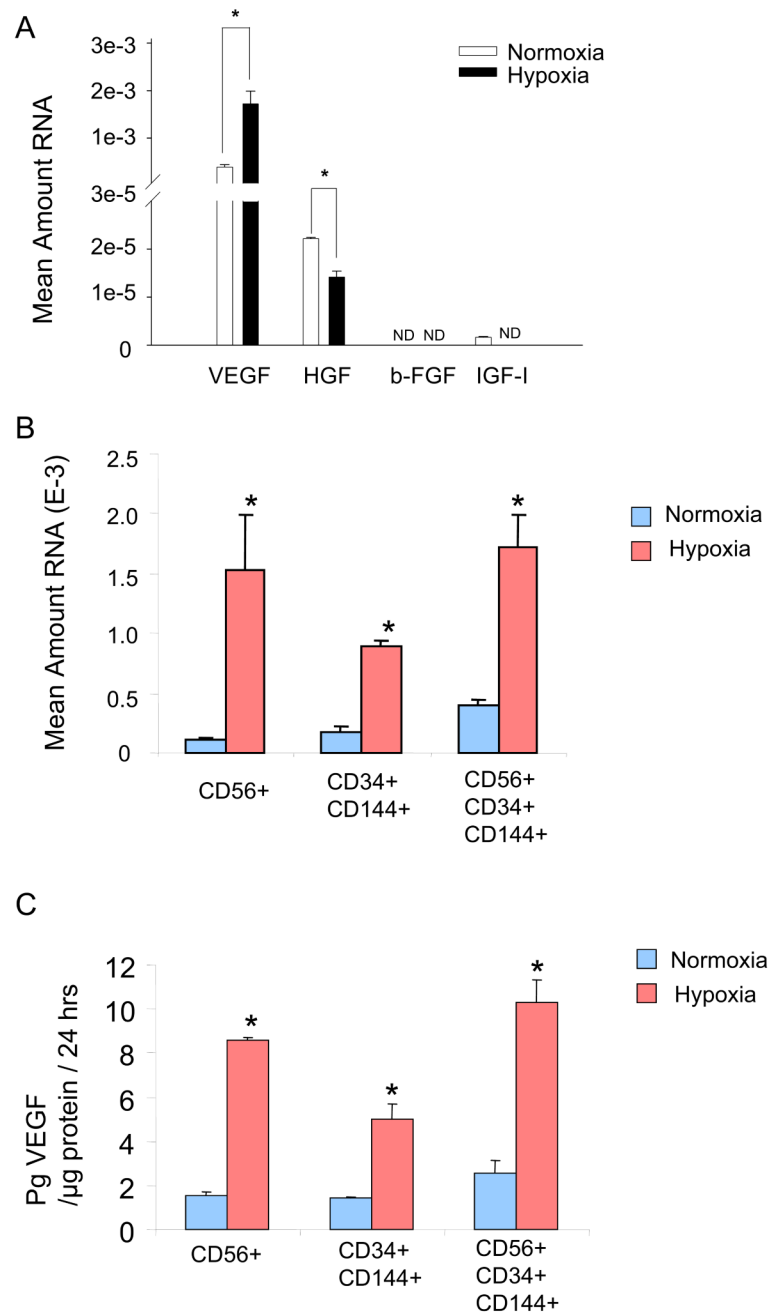 A
*
3e-3
Normoxia
Hypoxia
2e-3
1e-3
*
3e-5
2e-5
1e-5
0
Mean Amount RNA
ND ND
ND
VEGF HGF b-FGF IGF-I
B
2.5
2.0
1.5
1.0
0.5
0
Mean Amount RNA (E-3)
*
*
*
Normoxia
Hypoxia
CD56+
CD34+
CD144+
CD56+
CD34+
CD144+
C
12
10
8
6
4
2
0
Pg VEGF
/µg protein / 24 hrs
*
*
*
Normoxia
Hypoxia
CD56+
CD34+
CD144+
CD56+
CD34+
CD144+